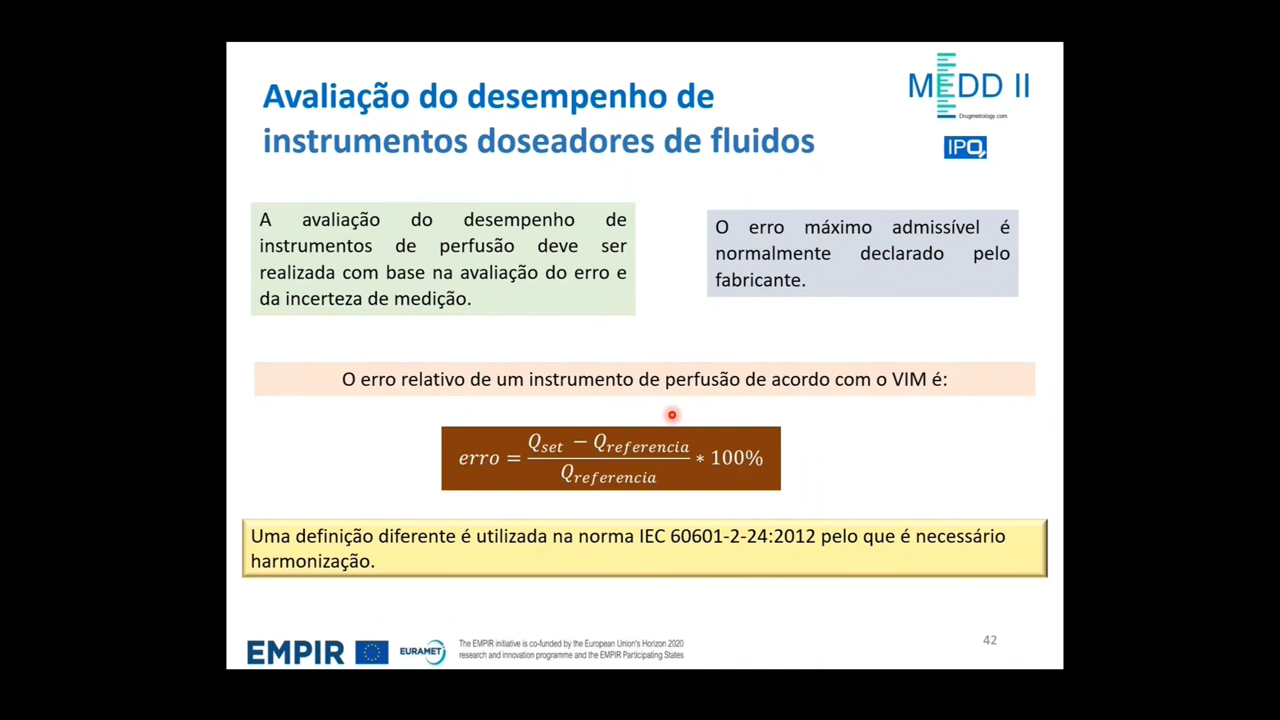 Avaliação do desempenho de
instrumentos doseadores de fluidos
MEDD II
Drugmetrology.com
IPQ
A avaliação do desempenho de
instrumentos de perfusão deve ser
realizada com base na avaliação do erro e
da incerteza de medição.
O erro máximo admissível é
normalmente declarado pelo
fabricante.
O erro relativo de um instrumento de perfusão de acordo com o VIM é:
erro = (Q_set − Q_referencia) / Q_referencia * 100%
Uma definição diferente é utilizada na norma IEC 60601-2-24:2012 pelo que é necessário
harmonização.
EMPIR
EURAMET
The EMPIR initiative is co-funded by the European Union's Horizon 2020
research and innovation programme and the EMPIR Participating States
42